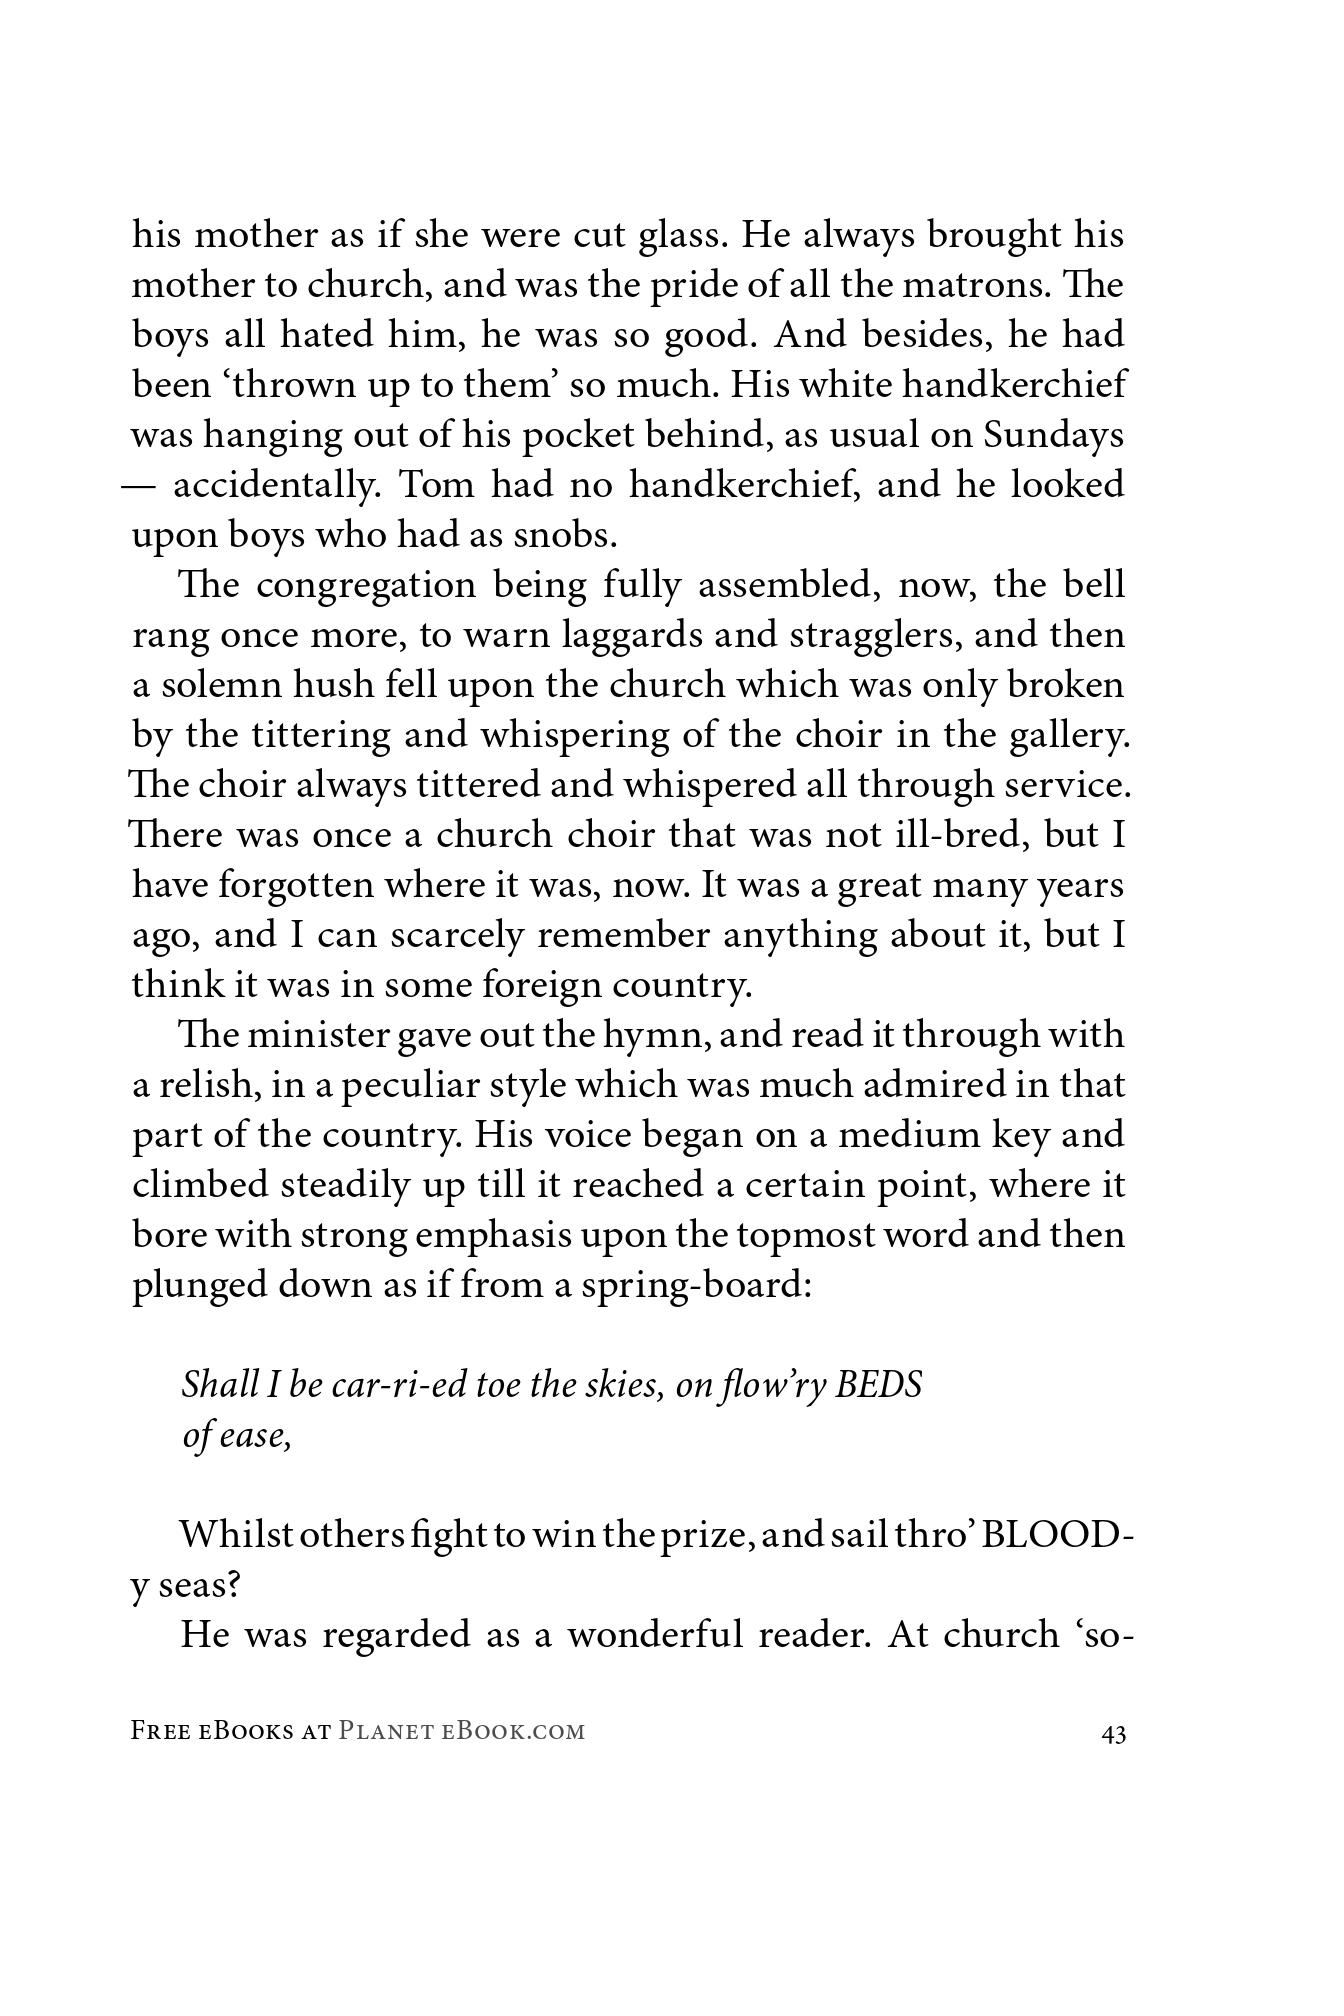 his mother as if she were cut glass. He always brought his
mother to church, and was the pride of all the matrons. The
boys all hated him, he was so good. And besides, he had
been ‘thrown up to them’ so much. His white handkerchief
was hanging out of his pocket behind, as usual on Sundays
— accidentally. Tom had no handkerchief, and he looked
upon boys who had as snobs.
The congregation being fully assembled, now, the bell
rang once more, to warn laggards and stragglers, and then
a solemn hush fell upon the church which was only broken
by the tittering and whispering of the choir in the gallery.
The choir always tittered and whispered all through service.
There was once a church choir that was not ill-bred, but I
have forgotten where it was, now. It was a great many years
ago, and I can scarcely remember anything about it, but I
think it was in some foreign country.
The minister gave out the hymn, and read it through with
a relish, in a peculiar style which was much admired in that
part of the country. His voice began on a medium key and
climbed steadily up till it reached a certain point, where it
bore with strong emphasis upon the topmost word and then
plunged down as if from a spring-board:
Shall I be car-ri-ed toe the skies, on flow’ry BEDS
of ease,
Whilst others fight to win the prize, and sail thro’ BLOOD-
y seas?
He was regarded as a wonderful reader. At church ‘so-
Free eBooks at Planet eBook.com
43